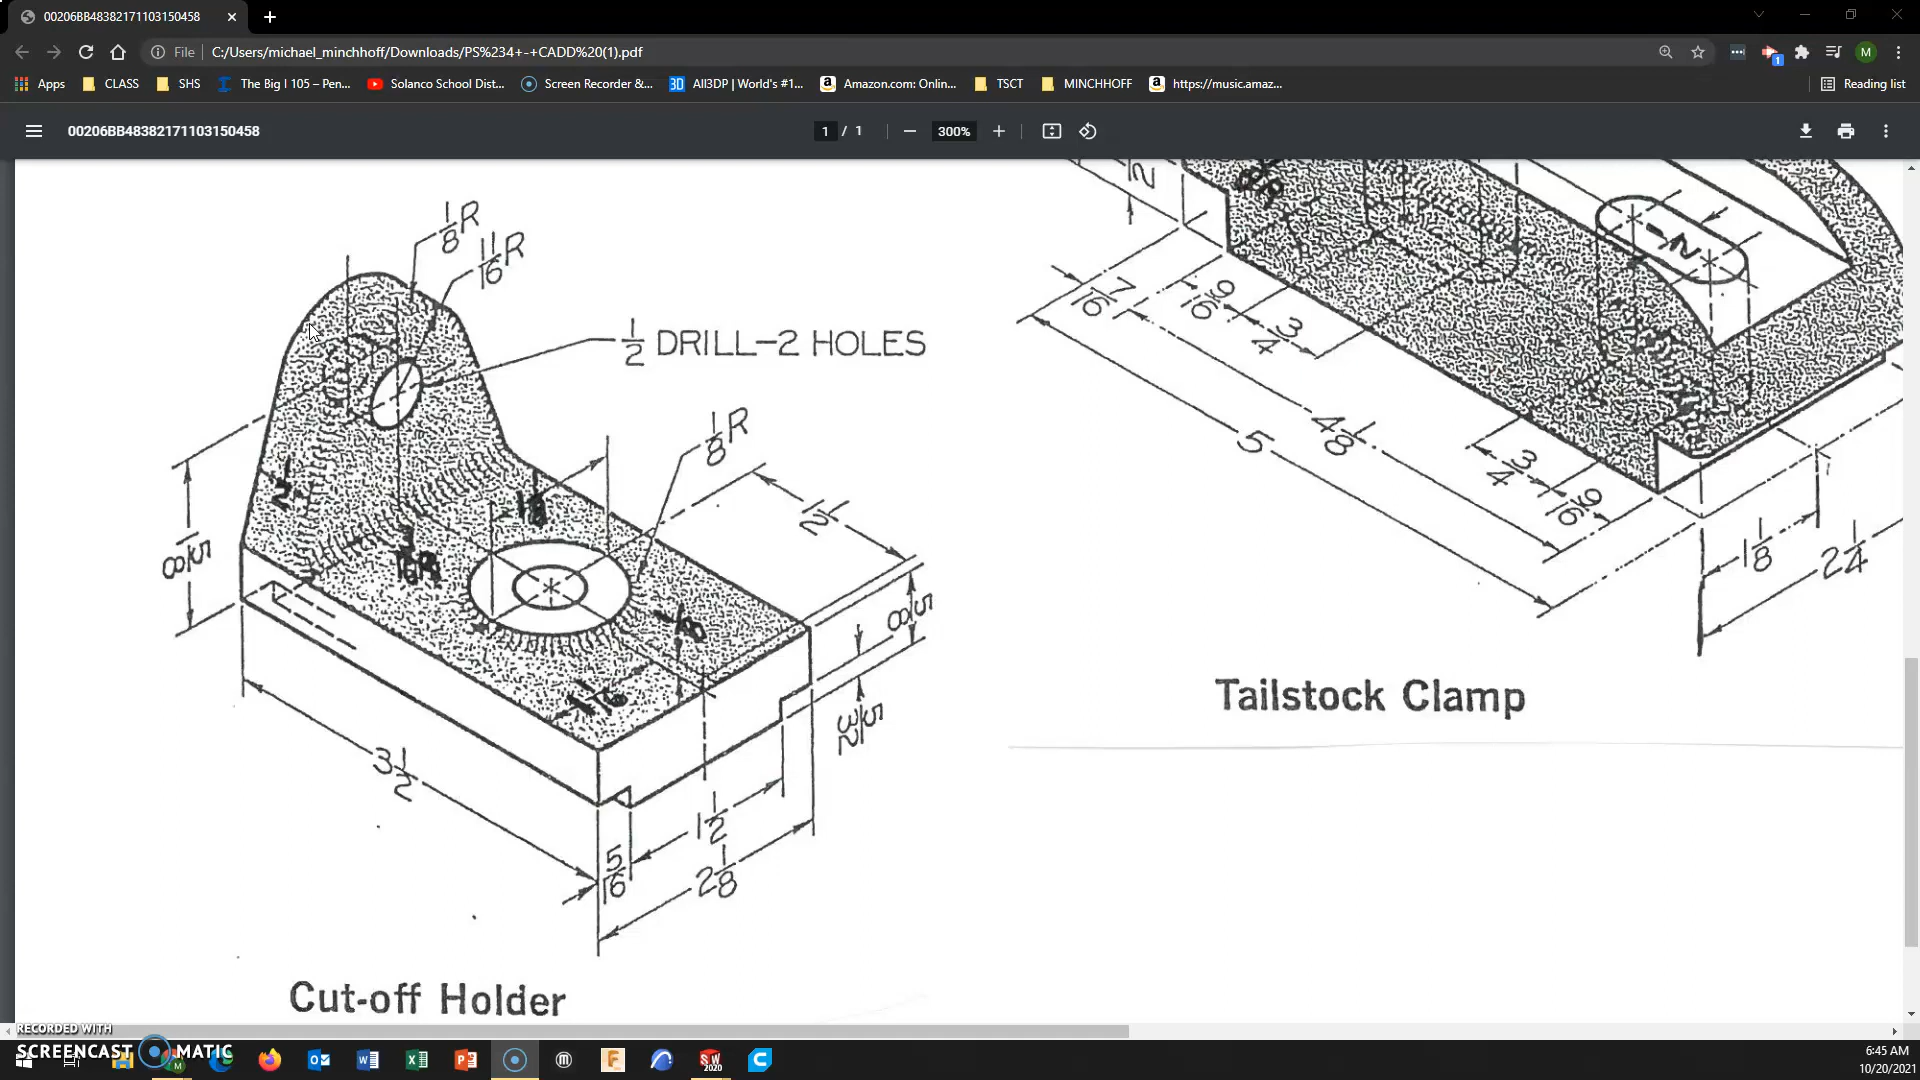 00206BB48382171103150458
File C:/Users/michael_minchhoff/Downloads/PS%234+-+CADD%20(1).pdf
M
Apps CLASS SHS The Big I 105 – Pen... Solanco School Dist... Screen Recorder &... All3DP | World's #1... Amazon.com: Onlin... TSCT MINCHHOFF https://music.amaz... Reading list
00206BB48382171103150458 1 / 1 300%
1/8 R
11/16 R
1/2 DRILL—2 HOLES
1/8 R
1/2
5/8
5/8
5/32
3 1/2
1 1/2
5/16
2 1/8
Cut-off Holder
7/16
9/16
3/4
4 1/8
5
3/4
9/16
1 1/8
2 1/4
Tailstock Clamp
RECORDED WITH
SCREENCAST MATIC
6:45 AM
10/20/2021